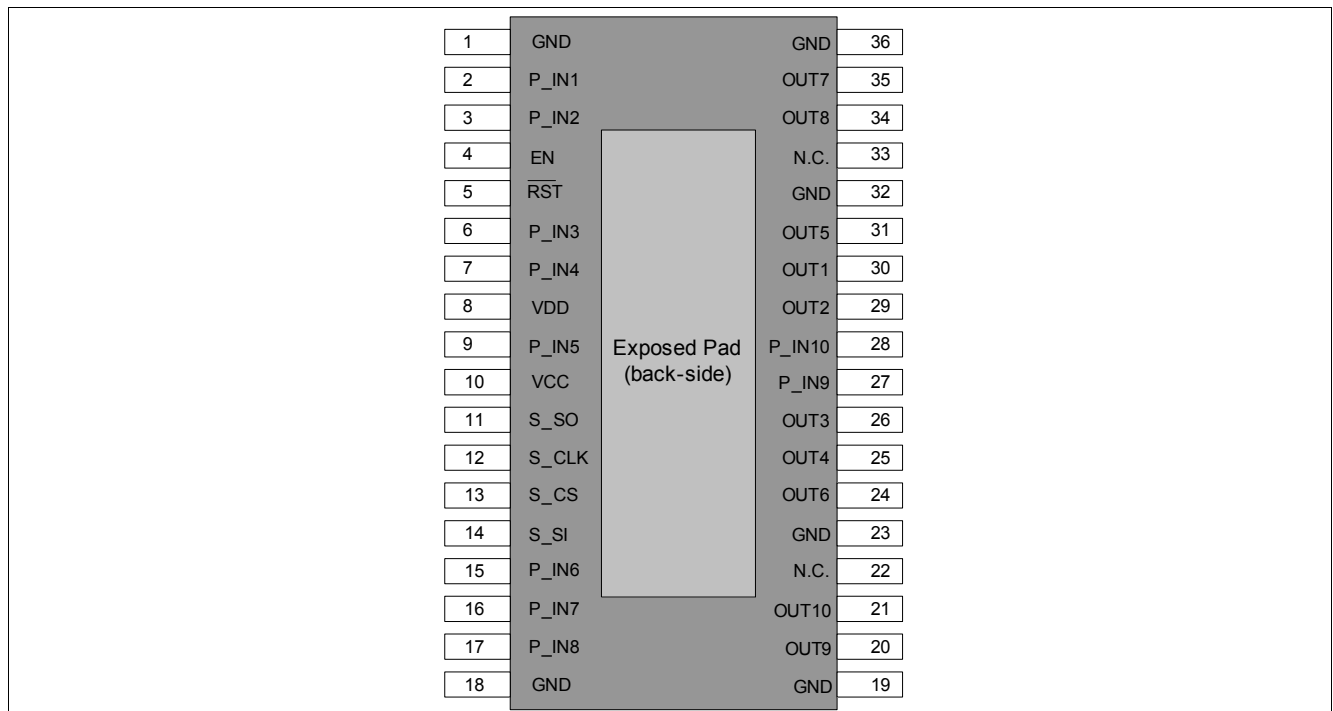 1 GND GND 36
2 P_IN1 OUT7 35
3 P_IN2 OUT8 34
4 EN N.C. 33
5 R̅S̅T̅ GND 32
6 P_IN3 OUT5 31
7 P_IN4 OUT1 30
8 VDD OUT2 29
9 P_IN5 Exposed Pad P_IN10 28
(back-side)
10 VCC P_IN9 27
11 S_SO OUT3 26
12 S_CLK OUT4 25
13 S_CS OUT6 24
14 S_SI GND 23
15 P_IN6 N.C. 22
16 P_IN7 OUT10 21
17 P_IN8 OUT9 20
18 GND GND 19